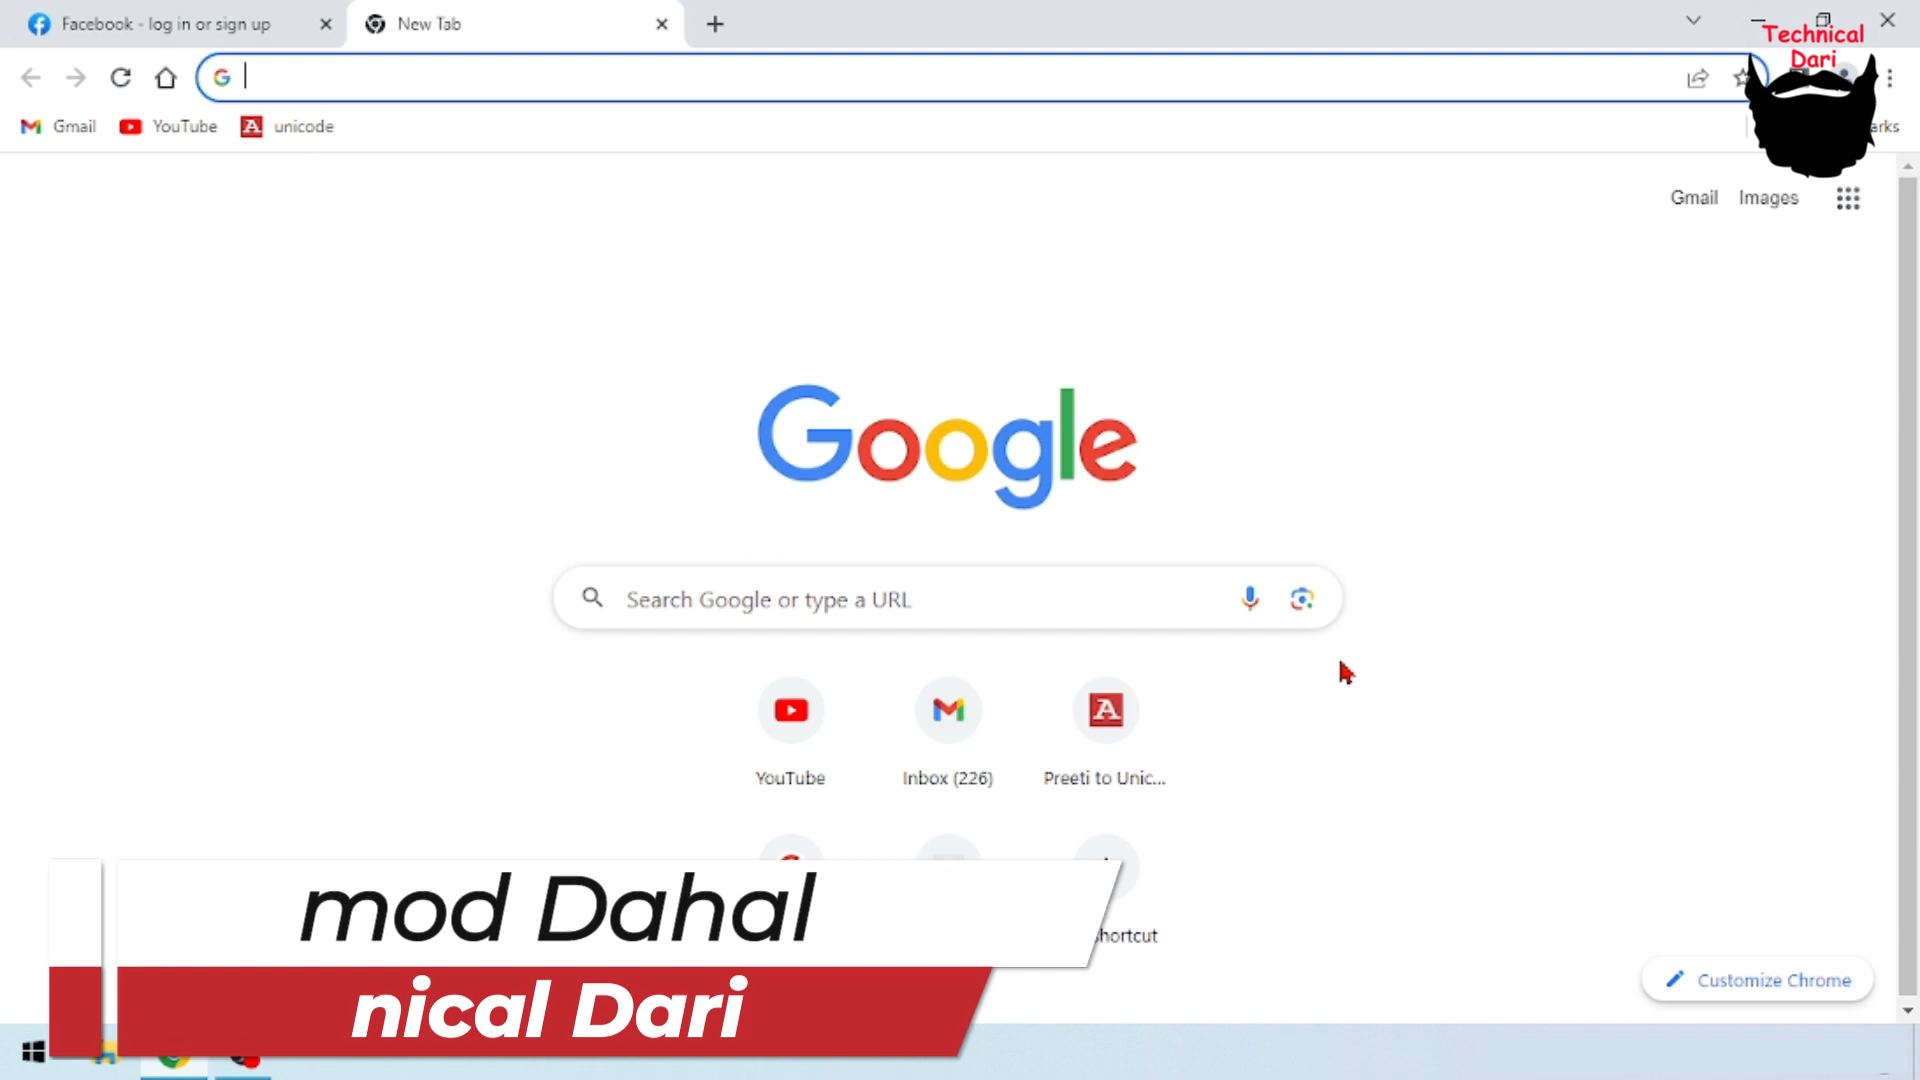 Facebook - log in or sign up
New Tab
Technical
Dari
Gmail
YouTube
unicode
Gmail
Images
Google
Search Google or type a URL
YouTube
Inbox (226)
Preeti to Unic...
mod Dahal
hortcut
nical Dari
Customize Chrome